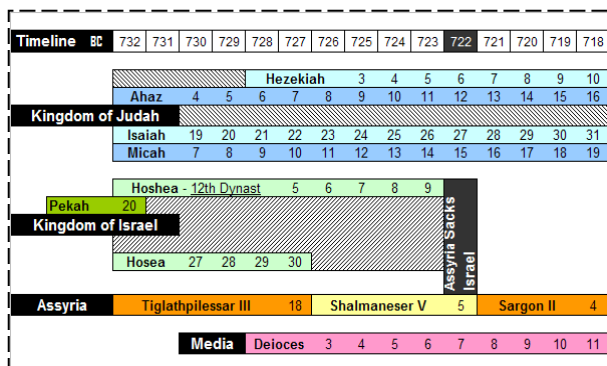 Timeline BC 732 731 730 729 728 727 726 725 724 723 722 721 720 719 718
Hezekiah 3 4 5 6 7 8 9 10
Ahaz 4 5 6 7 8 9 10 11 12 13 14 15 16
Kingdom of Judah
Isaiah 19 20 21 22 23 24 25 26 27 28 29 30 31
Micah 7 8 9 10 11 12 13 14 15 16 17 18 19
Hoshea - 12th Dynast 5 6 7 8 9
Pekah 20
Kingdom of Israel
Assyria Sacks
Israel
Hosea 27 28 29 30
Assyria Tiglathpilessar III 18 Shalmaneser V 5 Sargon II 4
Media Deioces 3 4 5 6 7 8 9 10 11